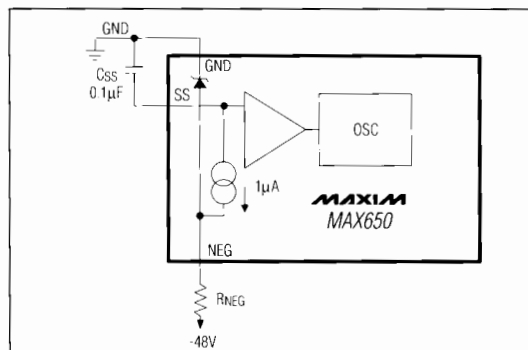 GND
GND
CSS
0.1µF
SS
OSC
1µA
MAXIM
MAX650
NEG
RNEG
-48V